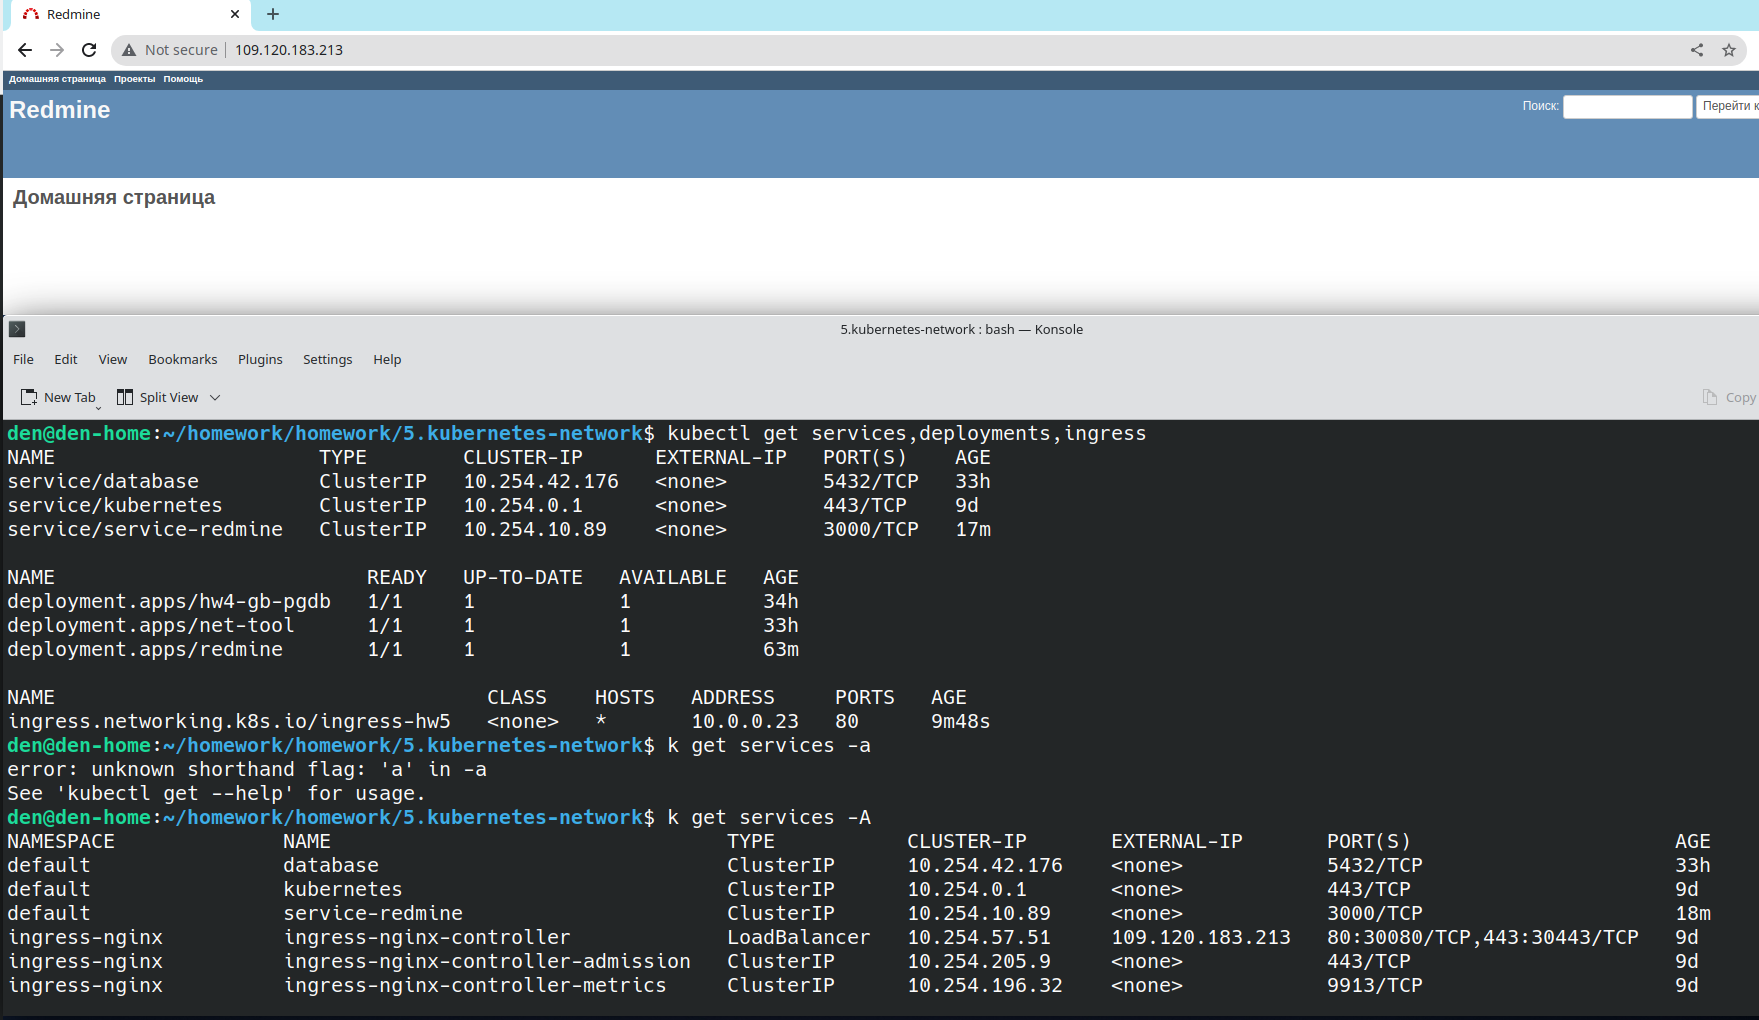 Redmine
Not secure 109.120.183.213
Домашняя страница Проекты Помощь
Redmine
Поиск:
Перейти к
Домашняя страница
5.kubernetes-network : bash — Konsole
File Edit View Bookmarks Plugins Settings Help
New Tab Split View Copy
den@den-home:~/homework/homework/5.kubernetes-network$ kubectl get services,deployments,ingress
NAME TYPE CLUSTER-IP EXTERNAL-IP PORT(S) AGE
service/database ClusterIP 10.254.42.176 <none> 5432/TCP 33h
service/kubernetes ClusterIP 10.254.0.1 <none> 443/TCP 9d
service/service-redmine ClusterIP 10.254.10.89 <none> 3000/TCP 17m
NAME READY UP-TO-DATE AVAILABLE AGE
deployment.apps/hw4-gb-pgdb 1/1 1 1 34h
deployment.apps/net-tool 1/1 1 1 33h
deployment.apps/redmine 1/1 1 1 63m
NAME CLASS HOSTS ADDRESS PORTS AGE
ingress.networking.k8s.io/ingress-hw5 <none> * 10.0.0.23 80 9m48s
den@den-home:~/homework/homework/5.kubernetes-network$ k get services -a
error: unknown shorthand flag: 'a' in -a
See 'kubectl get --help' for usage.
den@den-home:~/homework/homework/5.kubernetes-network$ k get services -A
NAMESPACE NAME TYPE CLUSTER-IP EXTERNAL-IP PORT(S) AGE
default database ClusterIP 10.254.42.176 <none> 5432/TCP 33h
default kubernetes ClusterIP 10.254.0.1 <none> 443/TCP 9d
default service-redmine ClusterIP 10.254.10.89 <none> 3000/TCP 18m
ingress-nginx ingress-nginx-controller LoadBalancer 10.254.57.51 109.120.183.213 80:30080/TCP,443:30443/TCP 9d
ingress-nginx ingress-nginx-controller-admission ClusterIP 10.254.205.9 <none> 443/TCP 9d
ingress-nginx ingress-nginx-controller-metrics ClusterIP 10.254.196.32 <none> 9913/TCP 9d